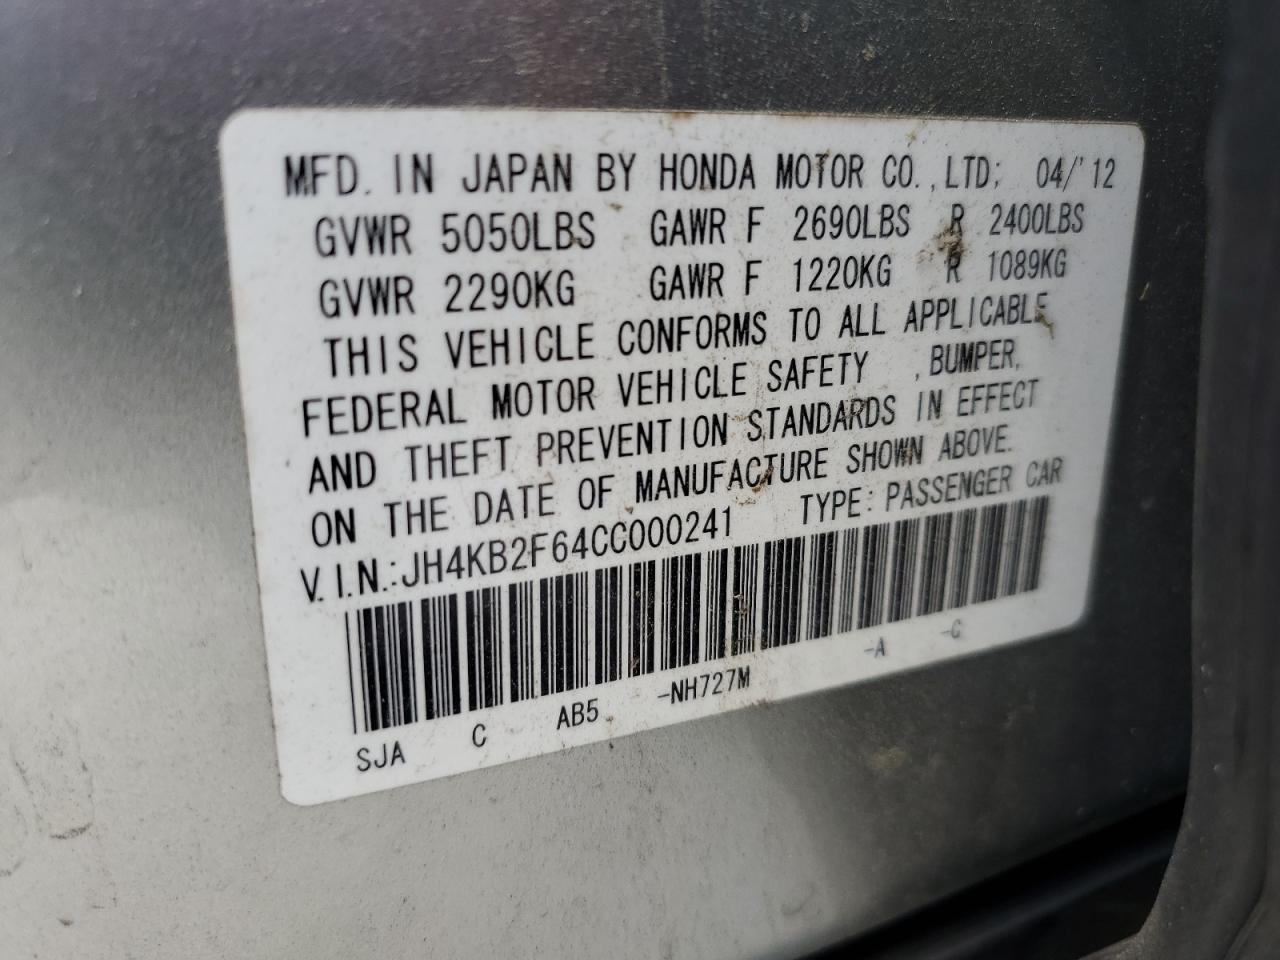 MFD. IN JAPAN BY HONDA MOTOR CO., LTD; 04/'12
GVWR 5050LBS GAWR F 2690LBS R 2400LBS
GVWR 2290KG GAWR F 1220KG R 1089KG
THIS VEHICLE CONFORMS TO ALL APPLICABLE
FEDERAL MOTOR VEHICLE SAFETY , BUMPER,
AND THEFT PREVENTION STANDARDS IN EFFECT
ON THE DATE OF MANUFACTURE SHOWN ABOVE.
V.I.N.:JH4KB2F64CC000241 TYPE: PASSENGER CAR
SJA C AB5 -NH727M -A -C